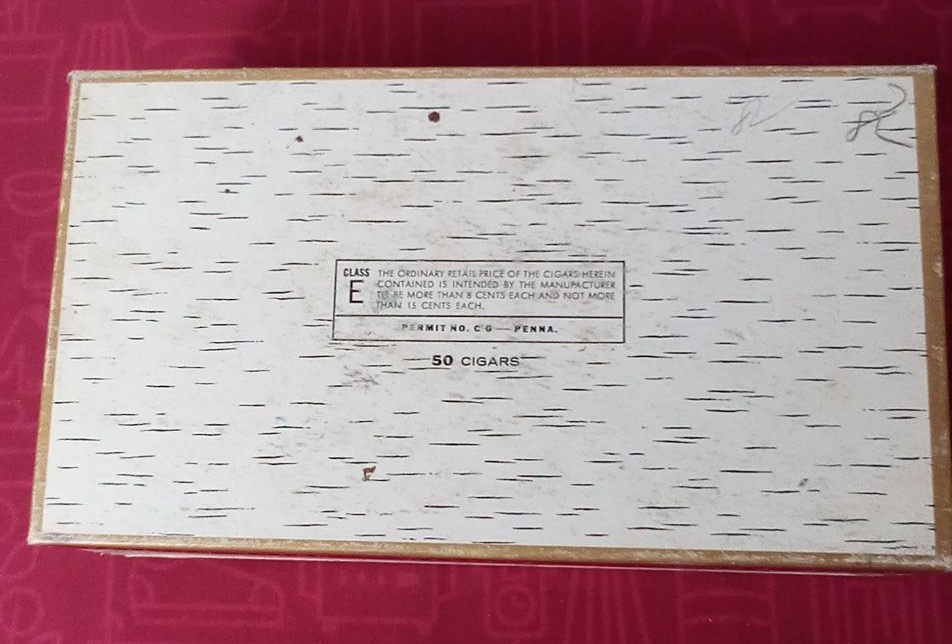 CLASS
E
THE ORDINARY RETAIL PRICE OF THE CIGARS HEREIN
CONTAINED IS INTENDED BY THE MANUFACTURER
TO BE MORE THAN 8 CENTS EACH AND NOT MORE
THAN 15 CENTS EACH.
PERMIT NO. C G — PENNA.
50 CIGARS